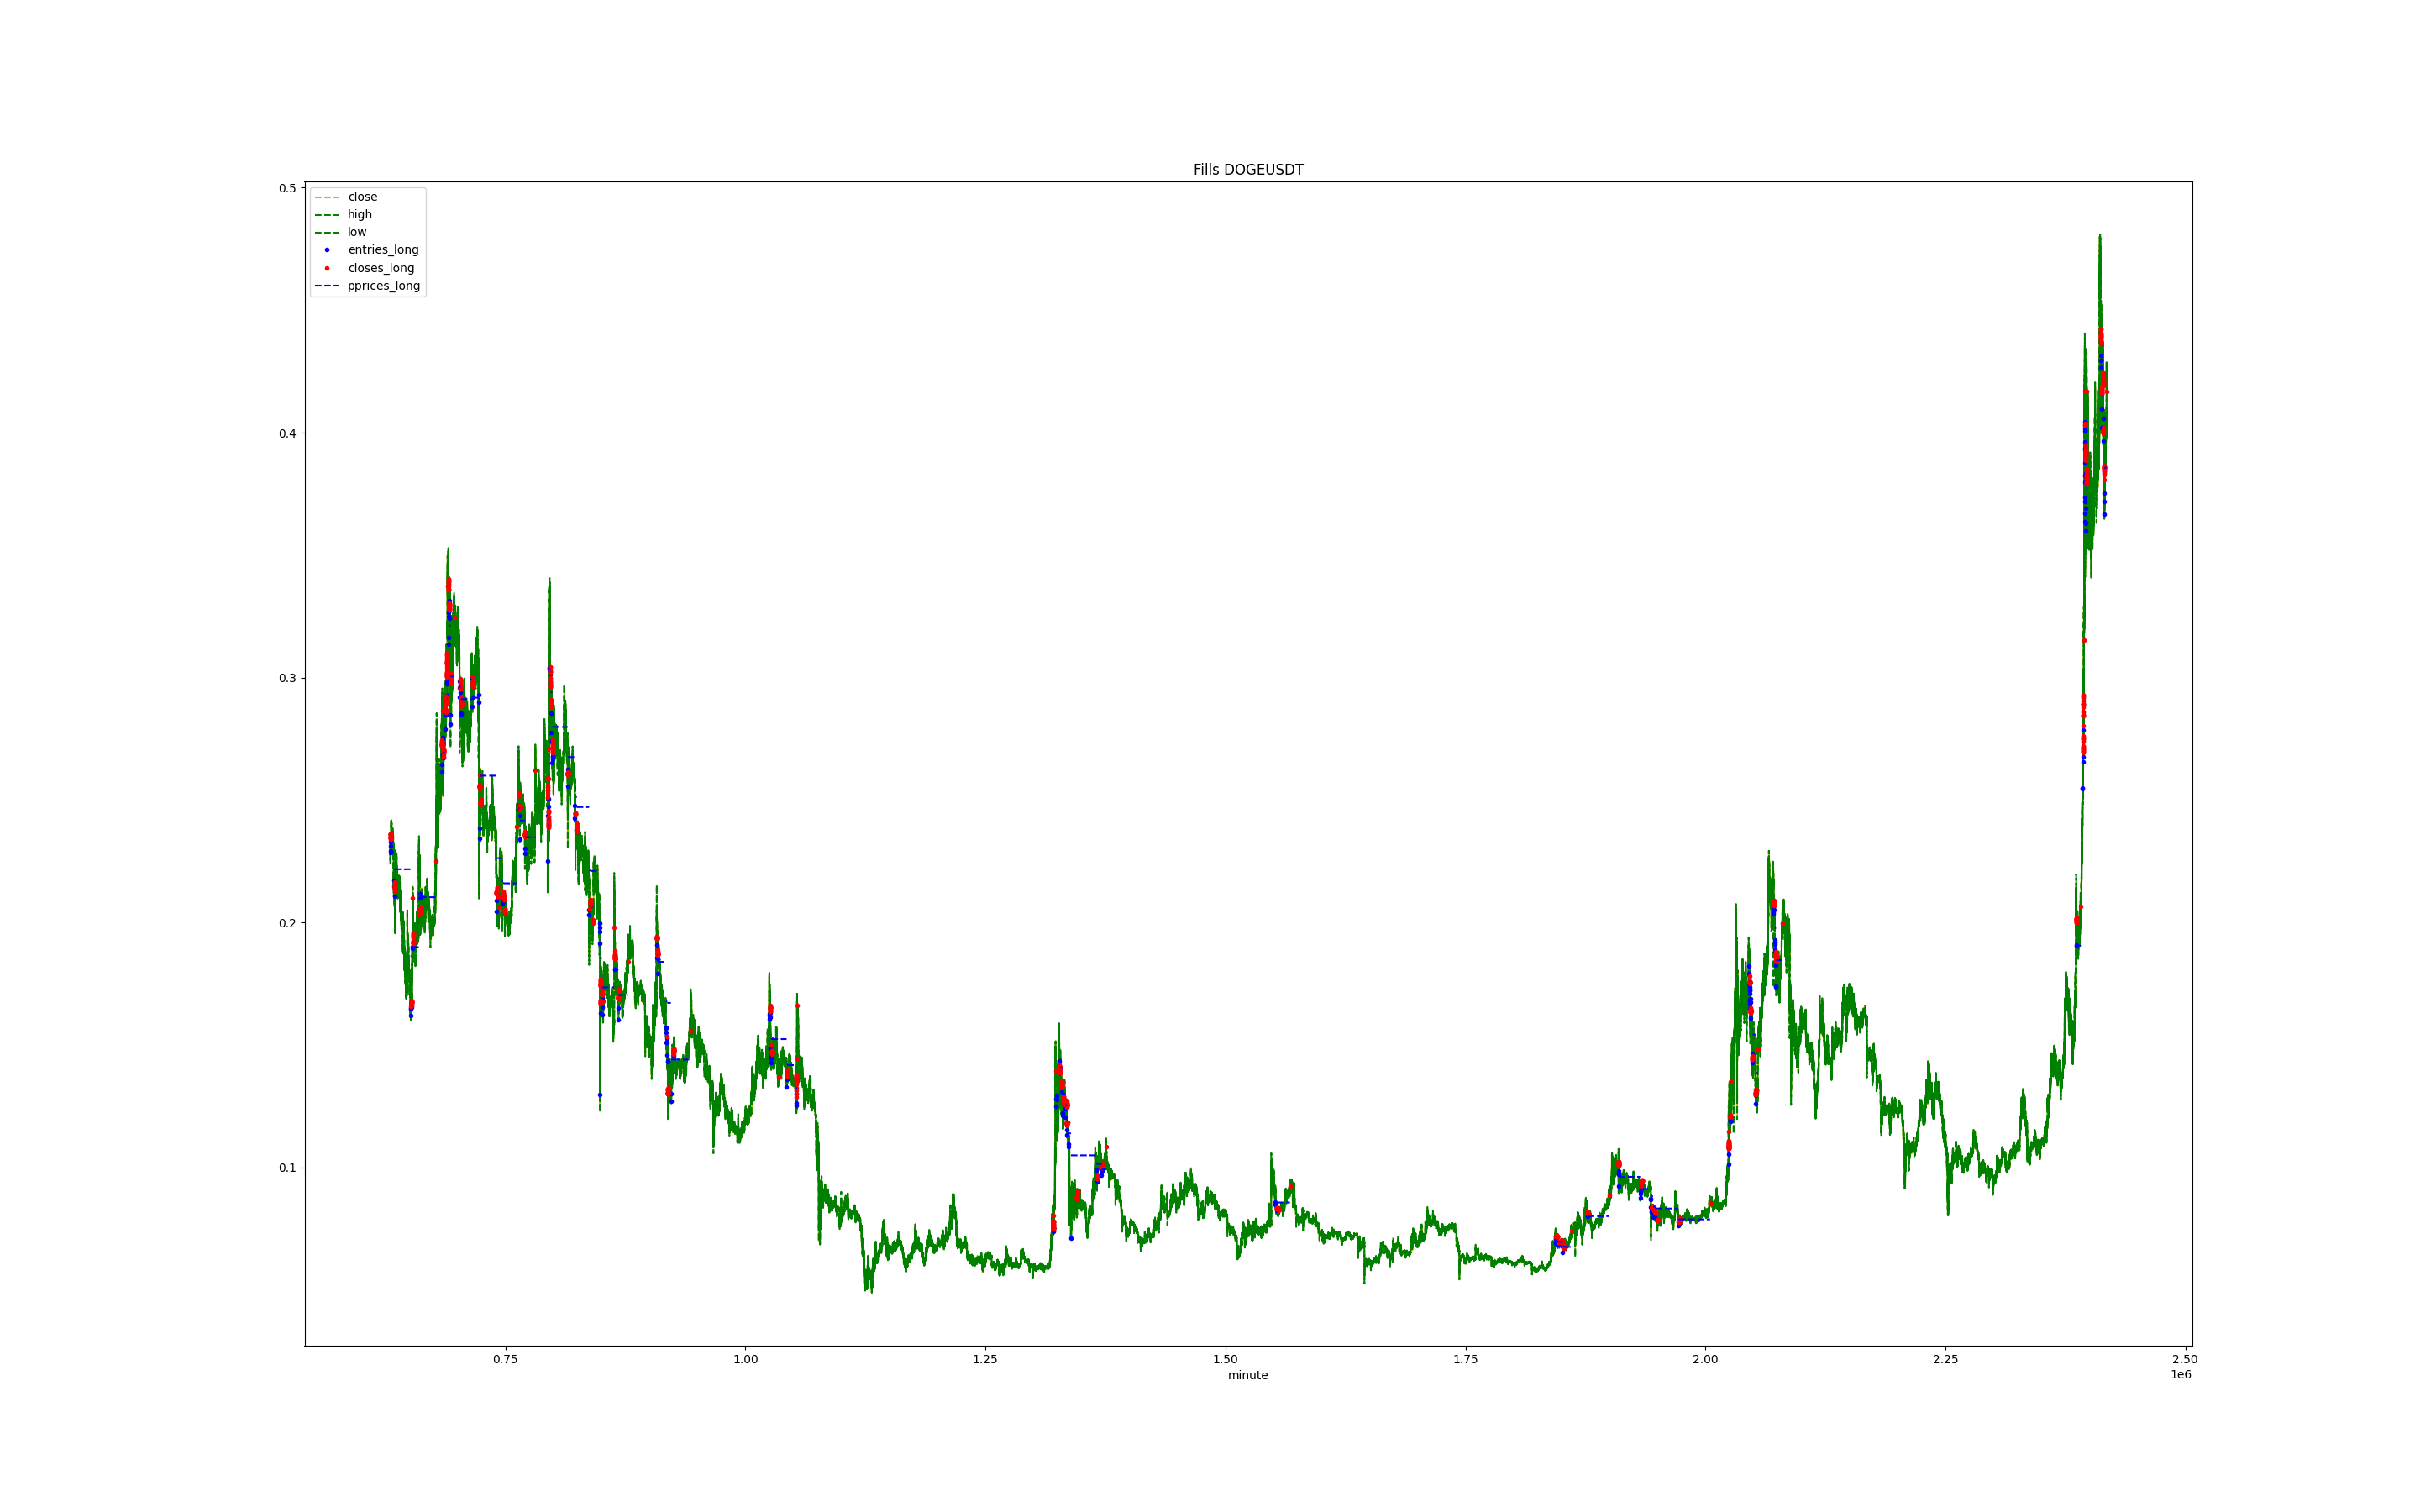 Fills DOGEUSDT
close
high
low
entries_long
closes_long
pprices_long
0.5
0.4
0.3
0.2
0.1
0.75 1.00 1.25 1.50 1.75 2.00 2.25 2.50
minute
1e6